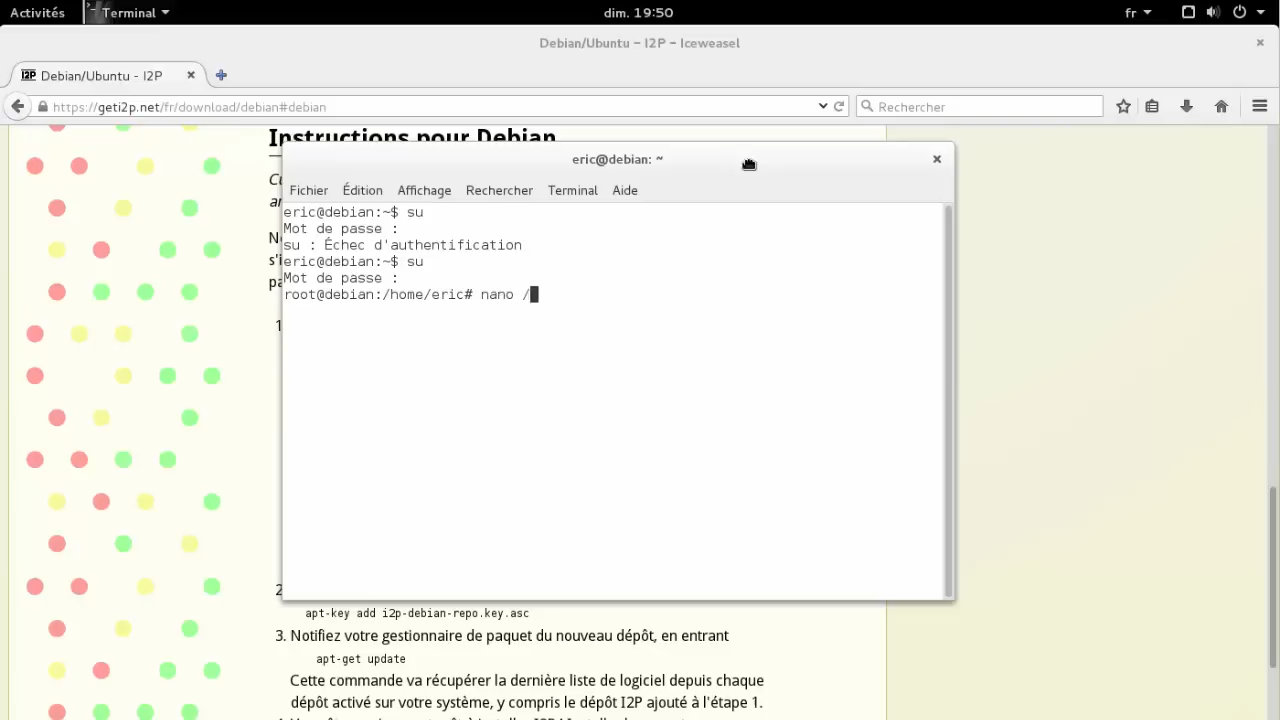 Activités
Terminal
dim. 19:50
fr
Debian/Ubuntu – I2P – Iceweasel
I2P Debian/Ubuntu - I2P
https://geti2p.net/fr/download/debian#debian
Rechercher
Instructions pour Debian
eric@debian: ~
Fichier Édition Affichage Rechercher Terminal Aide
eric@debian:~$ su
Mot de passe :
su : Échec d'authentification
eric@debian:~$ su
Mot de passe :
root@debian:/home/eric# nano /
s'i
pa
1
2
apt-key add i2p-debian-repo.key.asc
3. Notifiez votre gestionnaire de paquet du nouveau dépôt, en entrant
apt-get update
Cette commande va récupérer la dernière liste de logiciel depuis chaque
dépôt activé sur votre système, y compris le dépôt I2P ajouté à l'étape 1.